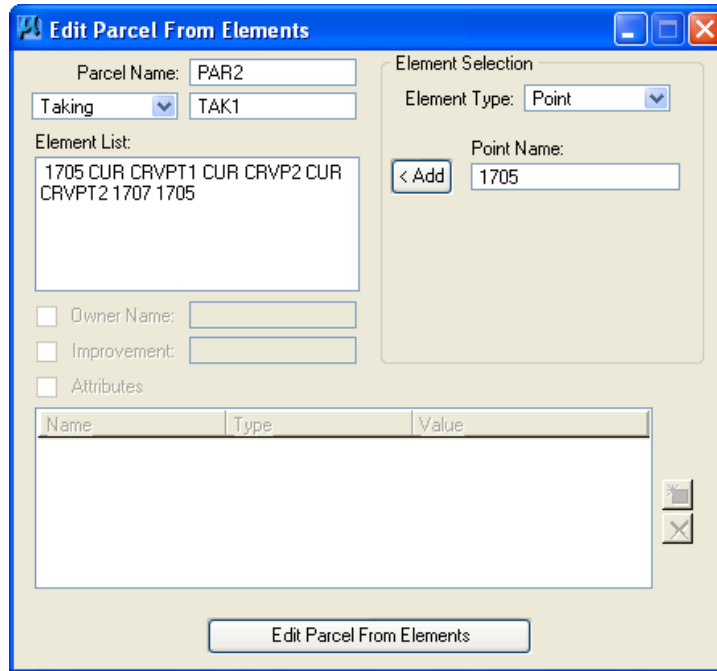 Edit Parcel From Elements
Parcel Name: PAR2
Taking TAK1
Element List:
1705 CUR CRVPT1 CUR CRVP2 CUR
CRVPT2 1707 1705
Element Selection
Element Type: Point
Point Name:
< Add 1705
Owner Name:
Improvement:
Attributes
Name Type Value
Edit Parcel From Elements